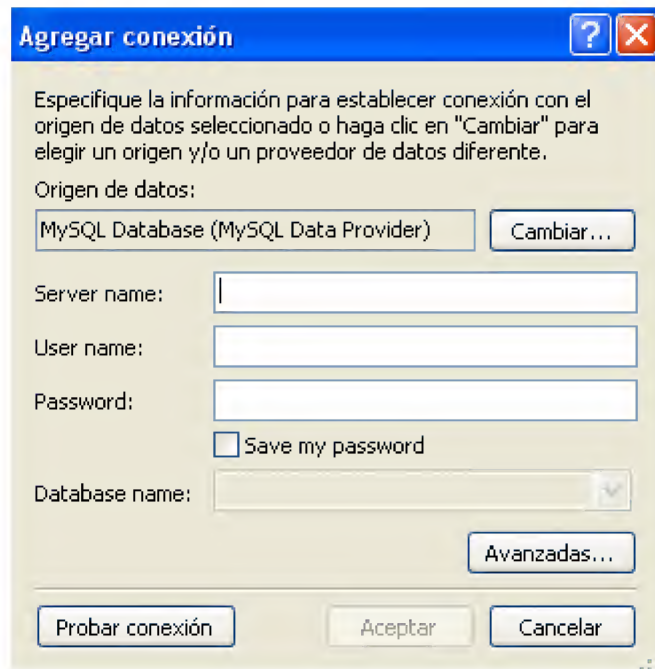 Agregar conexión
Especifique la información para establecer conexión con el
origen de datos seleccionado o haga clic en "Cambiar" para
elegir un origen y/o un proveedor de datos diferente.
Origen de datos:
MySQL Database (MySQL Data Provider) Cambiar...
Server name:
User name:
Password:
Save my password
Database name:
Avanzadas...
Probar conexión Aceptar Cancelar